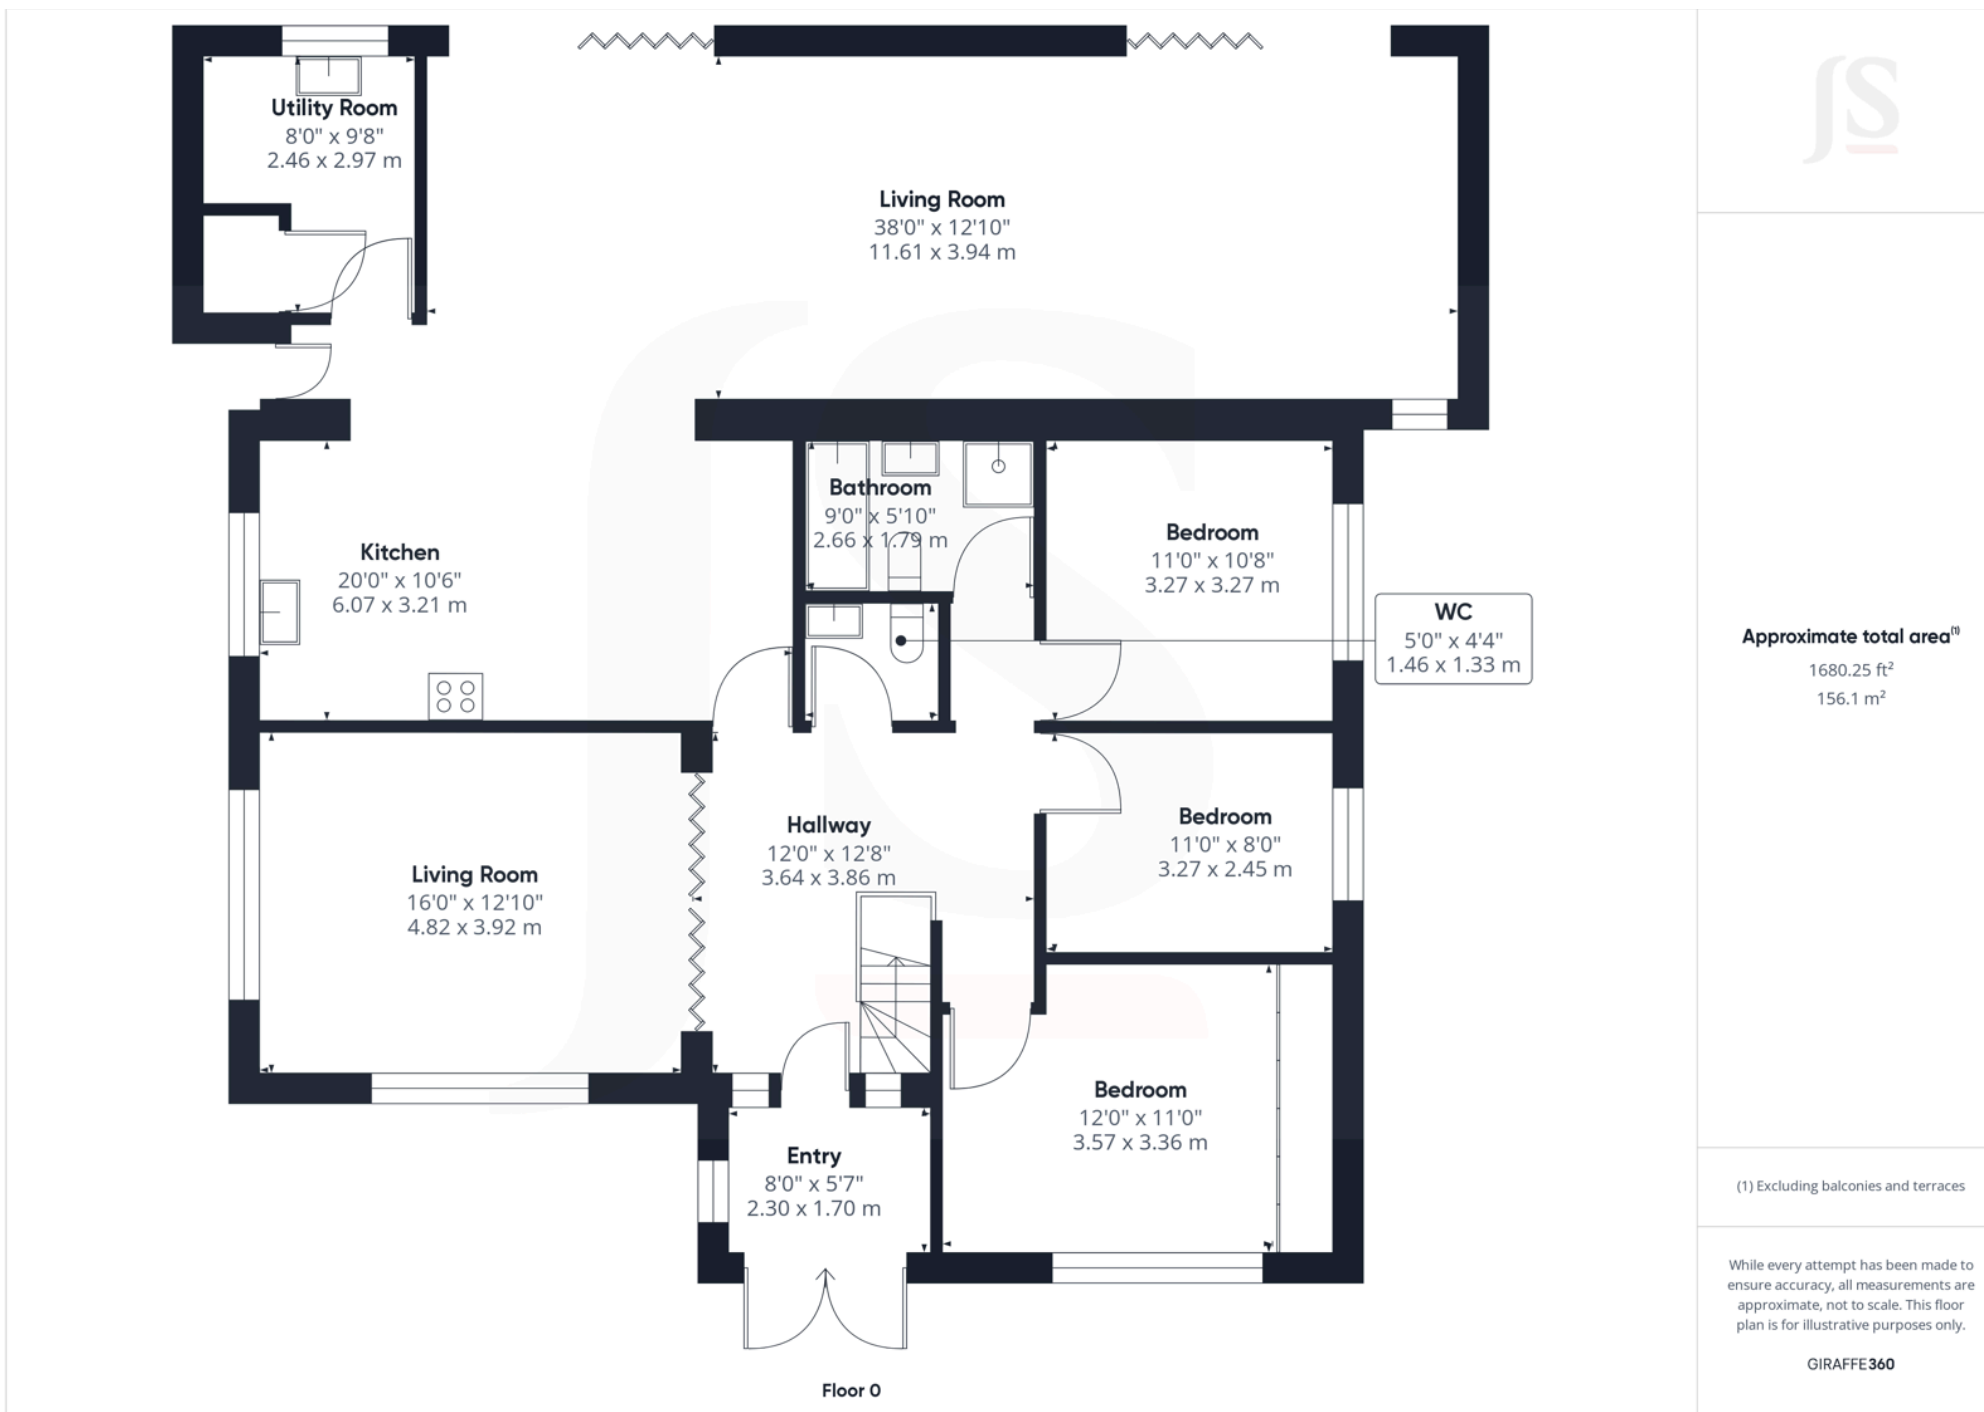 Utility Room
8'0" x 9'8"
2.46 x 2.97 m
Living Room
38'0" x 12'10"
11.61 x 3.94 m
Bathroom
9'0" x 5'10"
2.66 x 1.79 m
Kitchen
20'0" x 10'6"
6.07 x 3.21 m
Bedroom
11'0" x 10'8"
3.27 x 3.27 m
WC
5'0" x 4'4"
1.46 x 1.33 m
Living Room
16'0" x 12'10"
4.82 x 3.92 m
Hallway
12'0" x 12'8"
3.64 x 3.86 m
Bedroom
11'0" x 8'0"
3.27 x 2.45 m
Bedroom
12'0" x 11'0"
3.57 x 3.36 m
Entry
8'0" x 5'7"
2.30 x 1.70 m
Floor 0
JS
Approximate total area(1)
1680.25 ft²
156.1 m²
(1) Excluding balconies and terraces
While every attempt has been made to
ensure accuracy, all measurements are
approximate, not to scale. This floor
plan is for illustrative purposes only.
GIRAFFE360